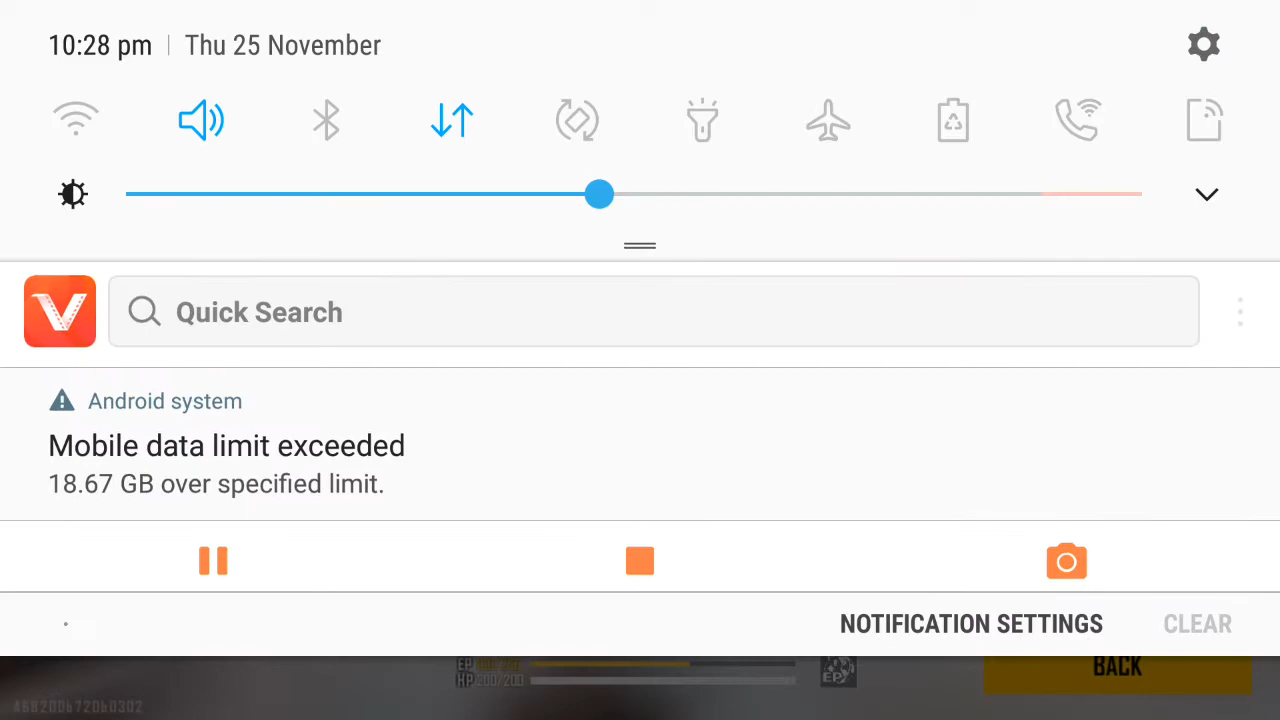 10:28 pm | Thu 25 November
Quick Search
Android system
Mobile data limit exceeded
18.67 GB over specified limit.
NOTIFICATION SETTINGS CLEAR
EP
HP 200/200
EP
BACK